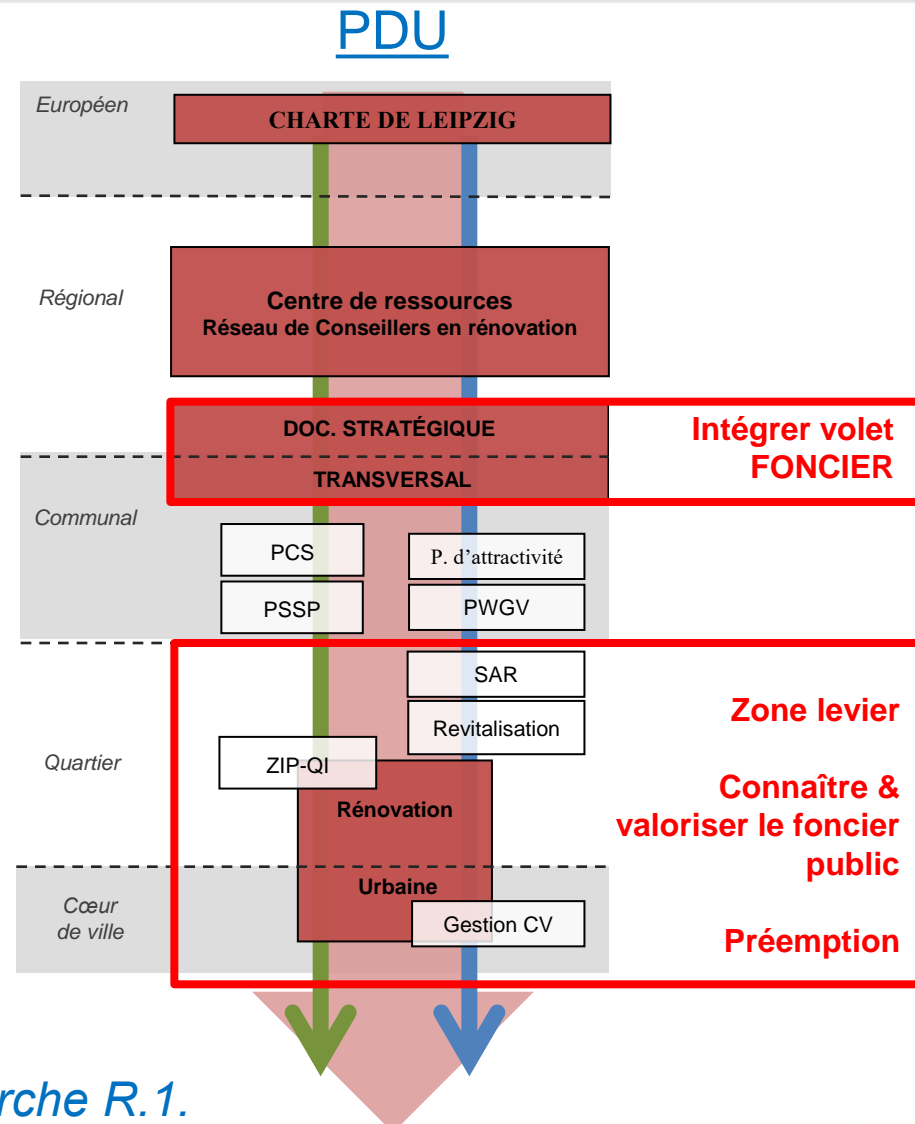 PDU
Européen
CHARTE DE LEIPZIG
Régional
Centre de ressources
Réseau de Conseillers en rénovation
DOC. STRATÉGIQUE
TRANSVERSAL
Intégrer volet
FONCIER
Communal
PCS
P. d’attractivité
PSSP
PWGV
SAR
Zone levier
Revitalisation
Quartier
ZIP-QI
Connaître &
valoriser le foncier
public
Rénovation
Urbaine
Cœur
de ville
Gestion CV
Préemption
rche R.1.